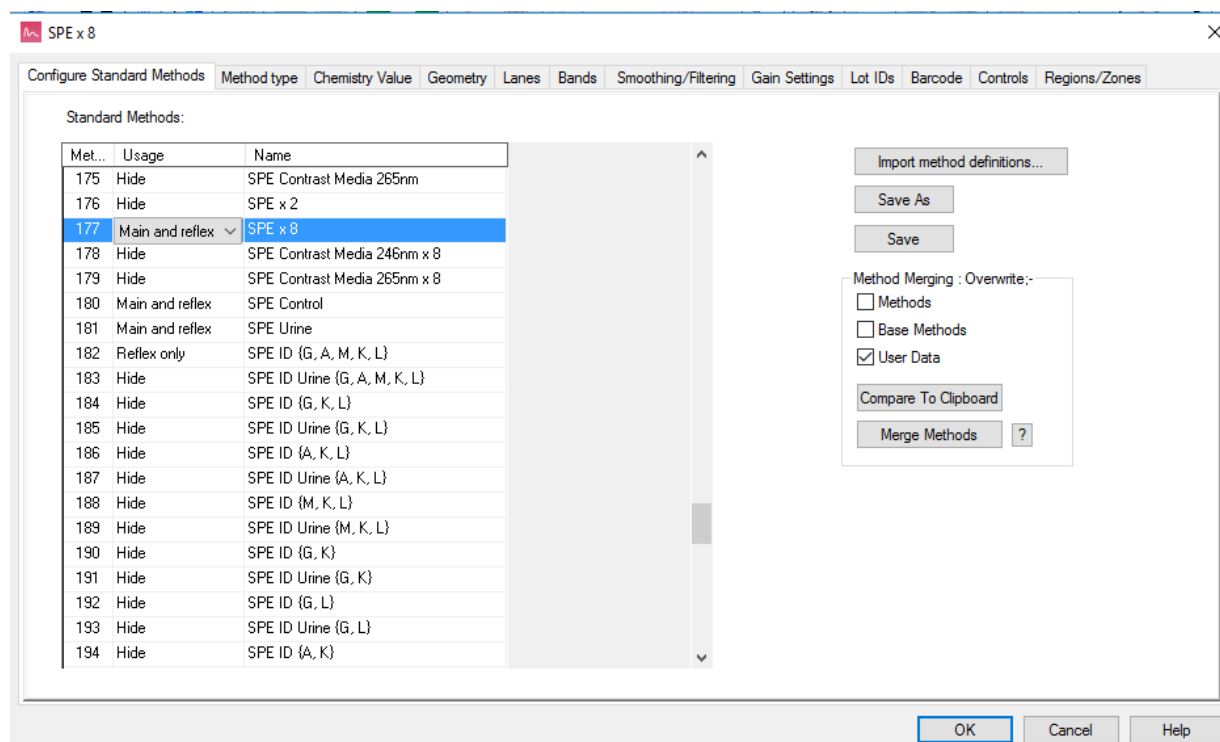 SPE x 8
Configure Standard Methods Method type Chemistry Value Geometry Lanes Bands Smoothing/Filtering Gain Settings Lot IDs Barcode Controls Regions/Zones
Standard Methods:
Met... Usage Name
175 Hide SPE Contrast Media 265nm
176 Hide SPE x 2
177 Main and reflex SPE x 8
178 Hide SPE Contrast Media 246nm x 8
179 Hide SPE Contrast Media 265nm x 8
180 Main and reflex SPE Control
181 Main and reflex SPE Urine
182 Reflex only SPE ID {G, A, M, K, L}
183 Hide SPE ID Urine {G, A, M, K, L}
184 Hide SPE ID {G, K, L}
185 Hide SPE ID Urine {G, K, L}
186 Hide SPE ID {A, K, L}
187 Hide SPE ID Urine {A, K, L}
188 Hide SPE ID {M, K, L}
189 Hide SPE ID Urine {M, K, L}
190 Hide SPE ID {G, K}
191 Hide SPE ID Urine {G, K}
192 Hide SPE ID {G, L}
193 Hide SPE ID Urine {G, L}
194 Hide SPE ID {A, K}
Import method definitions...
Save As
Save
Method Merging : Overwrite;-
Methods
Base Methods
User Data
Compare To Clipboard
Merge Methods ?
OK Cancel Help